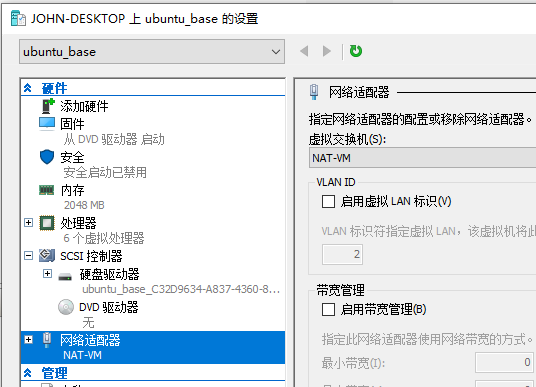 JOHN-DESKTOP 上 ubuntu_base 的设置
ubuntu_base
硬件
添加硬件
固件
从 DVD 驱动器 启动
安全
安全启动已禁用
内存
2048 MB
处理器
6 个虚拟处理器
SCSI 控制器
硬盘驱动器
ubuntu_base_C32D9634-A837-4360-8...
DVD 驱动器
无
网络适配器
NAT-VM
管理
网络适配器
指定网络适配器的配置或移除网络适配器。
虚拟交换机(S):
NAT-VM
VLAN ID
启用虚拟 LAN 标识(V)
VLAN 标识符指定虚拟 LAN，该虚拟机将此
2
带宽管理
启用带宽管理(B)
指定此网络适配器使用网络带宽的方式。
最小带宽(I):
0